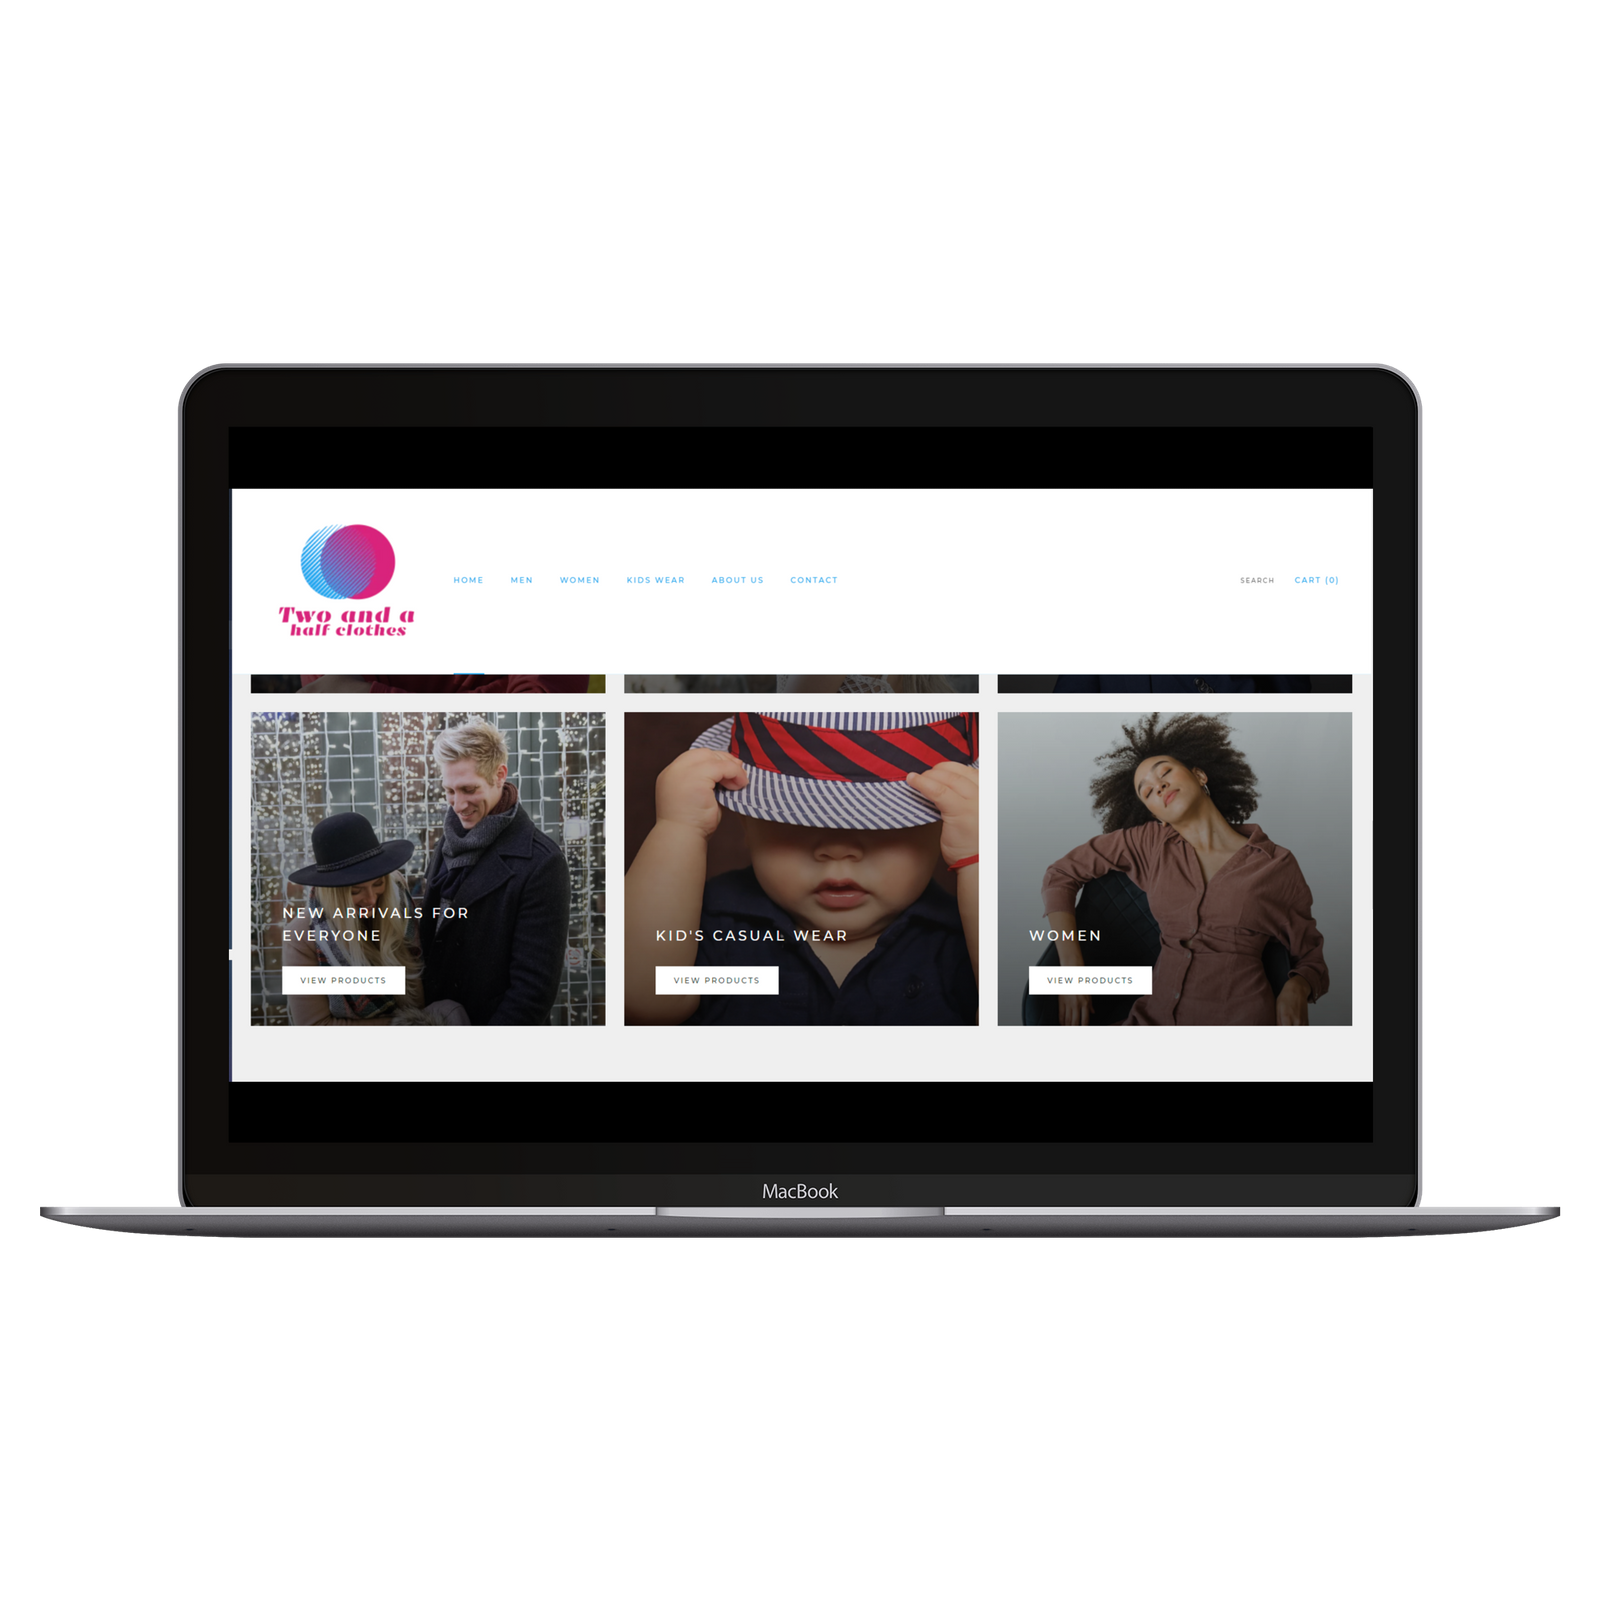 Two and a
half clothes
HOME MEN WOMEN KIDS WEAR ABOUT US CONTACT SEARCH CART (0)
NEW ARRIVALS FOR
EVERYONE
VIEW PRODUCTS
KID'S CASUAL WEAR
VIEW PRODUCTS
WOMEN
VIEW PRODUCTS
MacBook